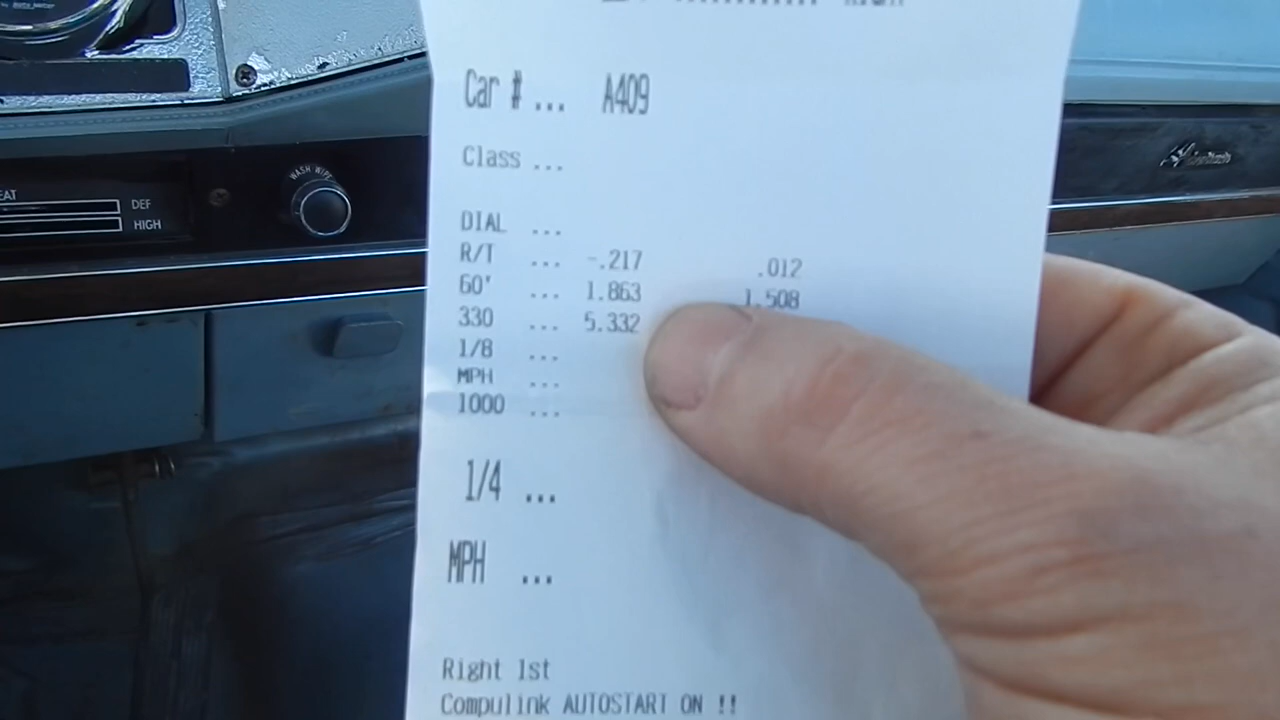 RIGHT
Car # ... A409
Class ...
DIAL ...
R/T ... -.217 .012
60' ... 1.863 1.508
330 ... 5.332
1/8 ...
MPH ...
1000 ...
1/4 ...
MPH ...
Right 1st
Compulink AUTOSTART ON !!
WASH WIPE
DEF
HIGH